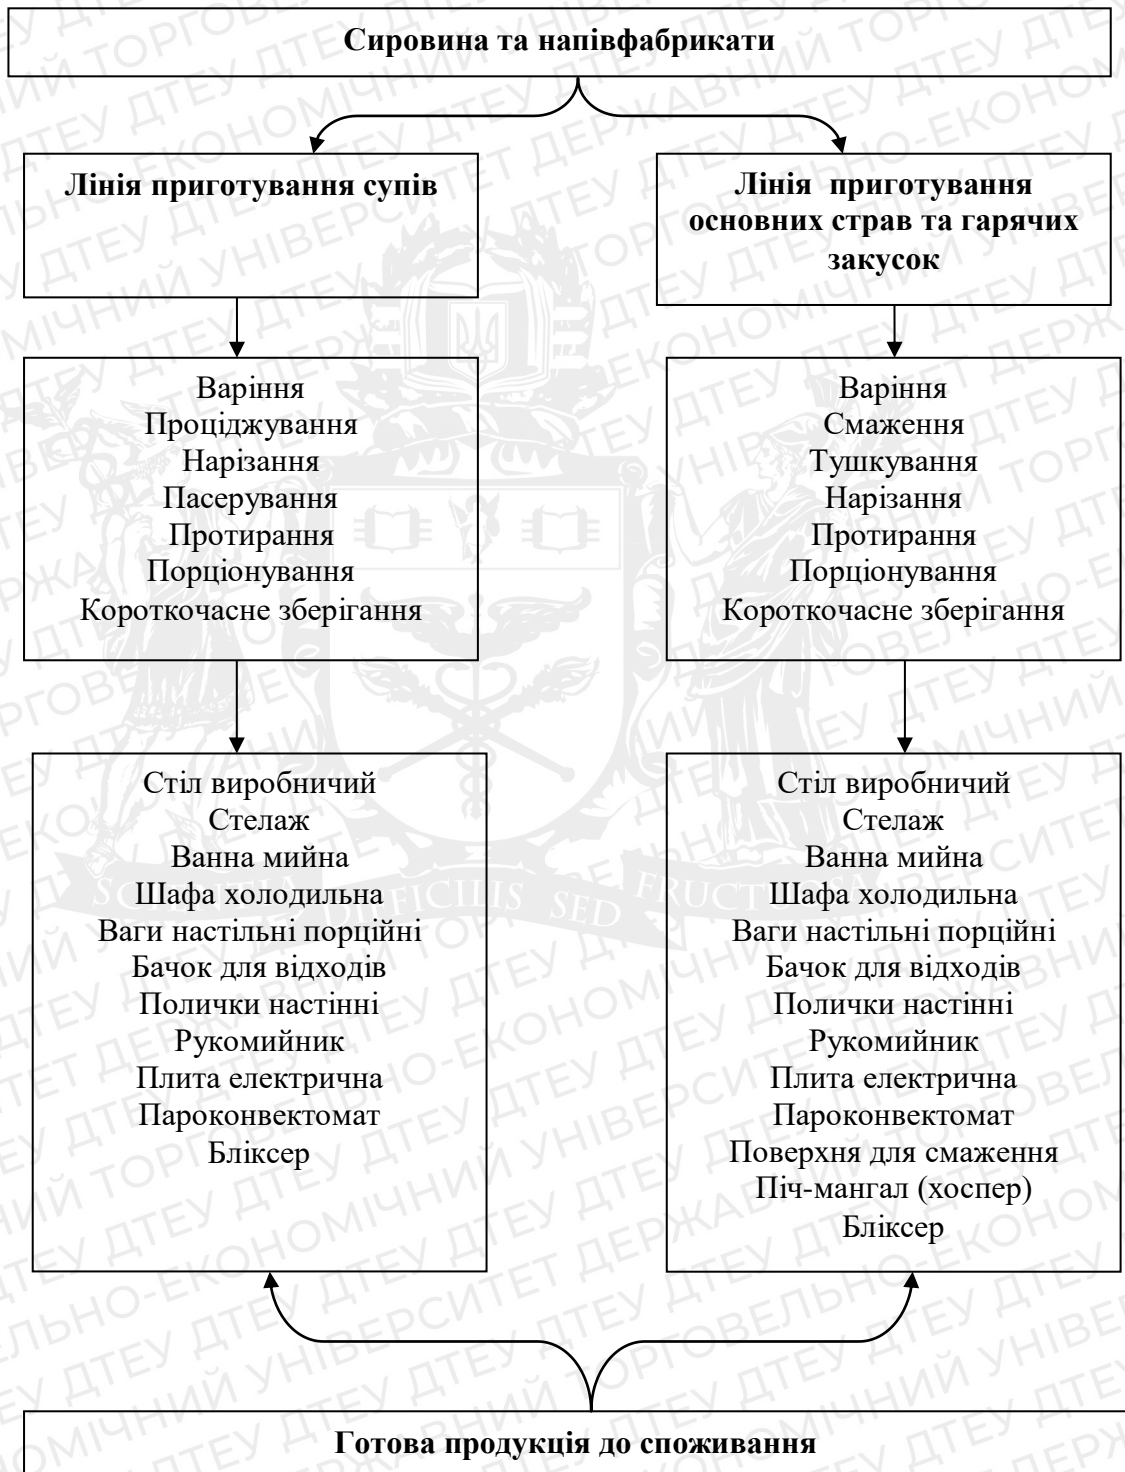 Сировина та напівфабрикати
Лінія приготування супів
Лінія приготування
основних страв та гарячих
закусок
Варіння
Проціджування
Нарізання
Пасерування
Протирання
Порціонування
Короткочасне зберігання
Варіння
Смаження
Тушкування
Нарізання
Протирання
Порціонування
Короткочасне зберігання
Стіл виробничий
Стелаж
Ванна мийна
Шафа холодильна
Ваги настільні порційні
Бачок для відходів
Полички настінні
Рукомийник
Плита електрична
Пароконвектомат
Бліксер
Стіл виробничий
Стелаж
Ванна мийна
Шафа холодильна
Ваги настільні порційні
Бачок для відходів
Полички настінні
Рукомийник
Плита електрична
Пароконвектомат
Поверхня для смаження
Піч-мангал (хоспер)
Бліксер
Готова продукція до споживання